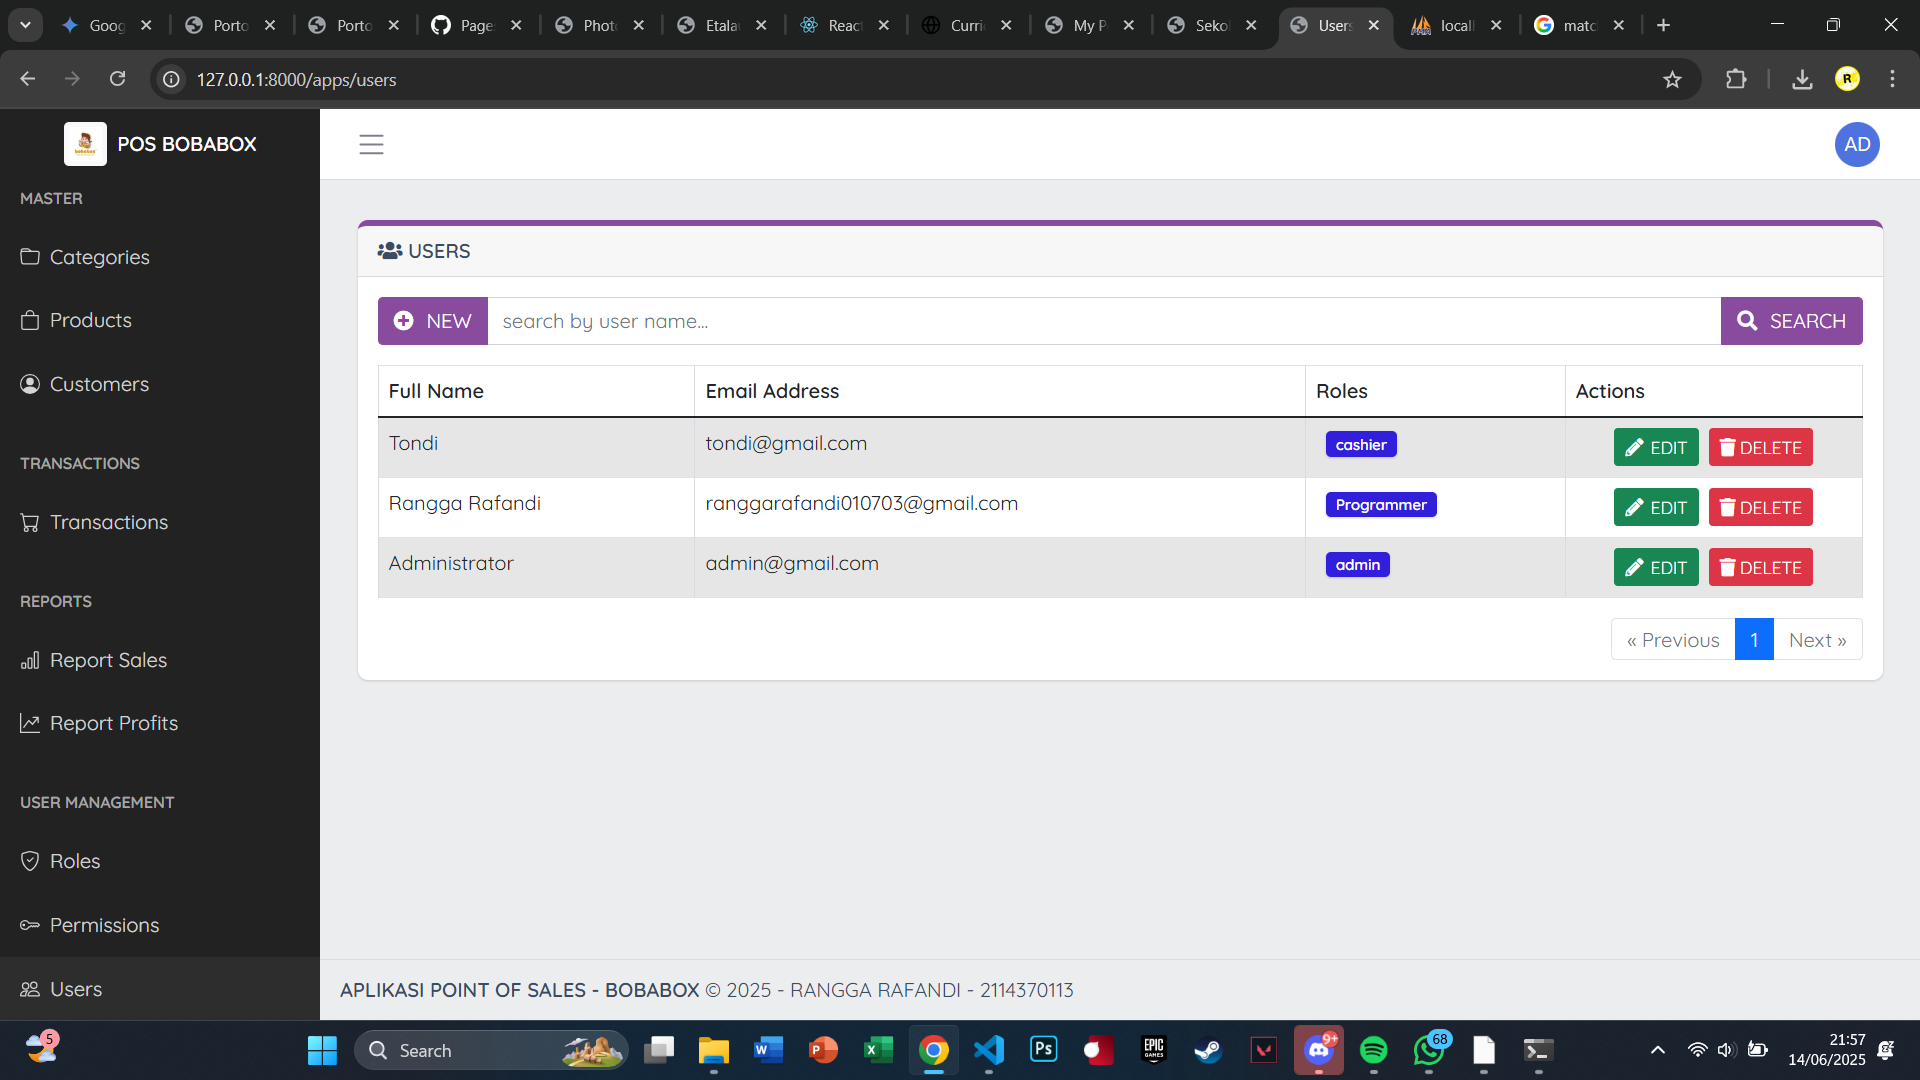 Goog
Porto
Porto
Page
Phot
Etala
React
Curri
My P
Seko
Users
locall
matc
127.0.0.1:8000/apps/users
R
POS BOBABOX
AD
MASTER
Categories
Products
Customers
TRANSACTIONS
Transactions
REPORTS
Report Sales
Report Profits
USER MANAGEMENT
Roles
Permissions
Users
USERS
NEW search by user name... SEARCH
Full Name Email Address Roles Actions
Tondi tondi@gmail.com cashier EDIT DELETE
Rangga Rafandi ranggarafandi010703@gmail.com Programmer EDIT DELETE
Administrator admin@gmail.com admin EDIT DELETE
« Previous 1 Next »
APLIKASI POINT OF SALES - BOBABOX © 2025 - RANGGA RAFANDI - 2114370113
5
Search
W
P
X
Ps
EPIC
GAMES
9+
68
21:57
14/06/2025